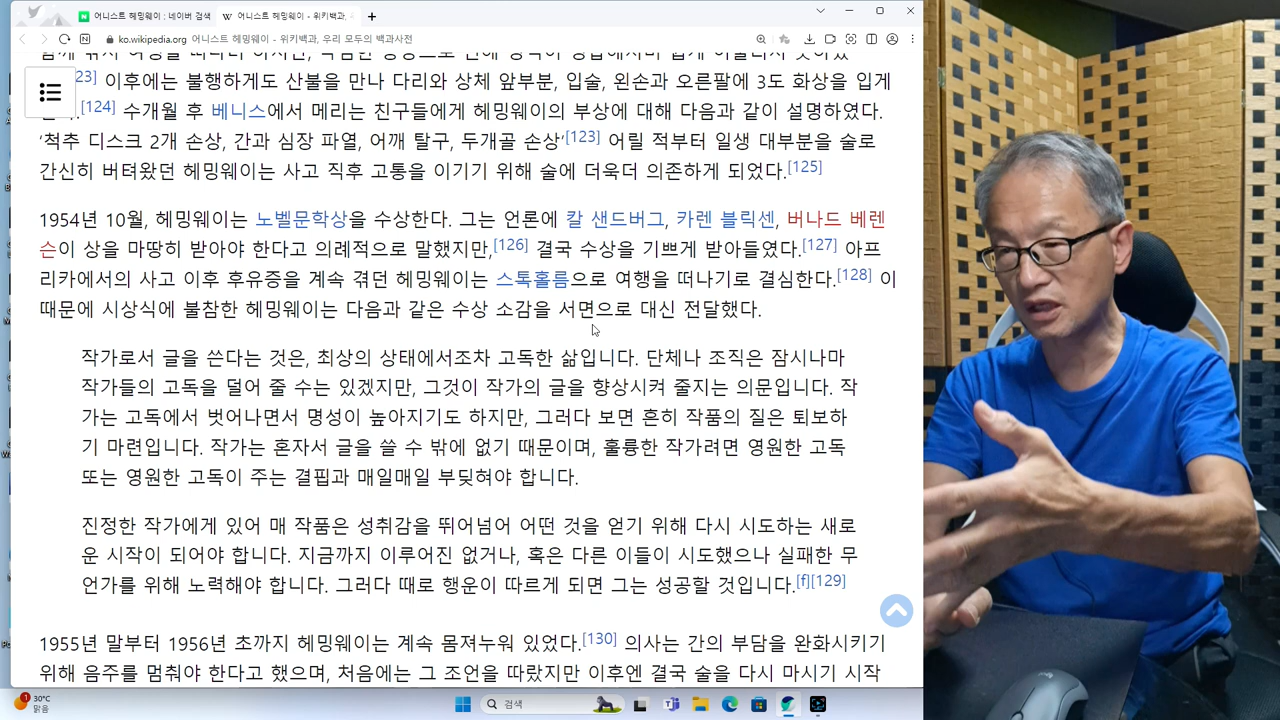 어니스트 헤밍웨이 : 네이버 검색
어니스트 헤밍웨이 - 위키백과,
ko.wikipedia.org 어니스트 헤밍웨이 - 위키백과, 우리 모두의 백과사전
23] 이후에는 불행하게도 산불을 만나 다리와 상체 앞부분, 입술, 왼손과 오른팔에 3도 화상을 입게
[124] 수개월 후 베니스에서 메리는 친구들에게 헤밍웨이의 부상에 대해 다음과 같이 설명하였다.
'척추 디스크 2개 손상, 간과 심장 파열, 어깨 탈구, 두개골 손상'[123] 어릴 적부터 일생 대부분을 술로
간신히 버텨왔던 헤밍웨이는 사고 직후 고통을 이기기 위해 술에 더욱더 의존하게 되었다.[125]
1954년 10월, 헤밍웨이는 노벨문학상을 수상한다. 그는 언론에 칼 샌드버그, 카렌 블릭센, 버나드 베렌
슨이 상을 마땅히 받아야 한다고 의례적으로 말했지만,[126] 결국 수상을 기쁘게 받아들였다.[127] 아프
리카에서의 사고 이후 후유증을 계속 겪던 헤밍웨이는 스톡홀름으로 여행을 떠나기로 결심한다.[128] 이
때문에 시상식에 불참한 헤밍웨이는 다음과 같은 수상 소감을 서면으로 대신 전달했다.
작가로서 글을 쓴다는 것은, 최상의 상태에서조차 고독한 삶입니다. 단체나 조직은 잠시나마
작가들의 고독을 덜어 줄 수는 있겠지만, 그것이 작가의 글을 향상시켜 줄지는 의문입니다. 작
가는 고독에서 벗어나면서 명성이 높아지기도 하지만, 그러다 보면 흔히 작품의 질은 퇴보하
기 마련입니다. 작가는 혼자서 글을 쓸 수 밖에 없기 때문이며, 훌륭한 작가려면 영원한 고독
또는 영원한 고독이 주는 결핍과 매일매일 부딪혀야 합니다.
진정한 작가에게 있어 매 작품은 성취감을 뛰어넘어 어떤 것을 얻기 위해 다시 시도하는 새로
운 시작이 되어야 합니다. 지금까지 이루어진 없거나, 혹은 다른 이들이 시도했으나 실패한 무
언가를 위해 노력해야 합니다. 그러다 때로 행운이 따르게 되면 그는 성공할 것입니다.[f][129]
1955년 말부터 1956년 초까지 헤밍웨이는 계속 몸져누워 있었다.[130] 의사는 간의 부담을 완화시키기
위해 음주를 멈춰야 한다고 했으며, 처음에는 그 조언을 따랐지만 이후엔 결국 술을 다시 마시기 시작
1 30°C
맑음
검색